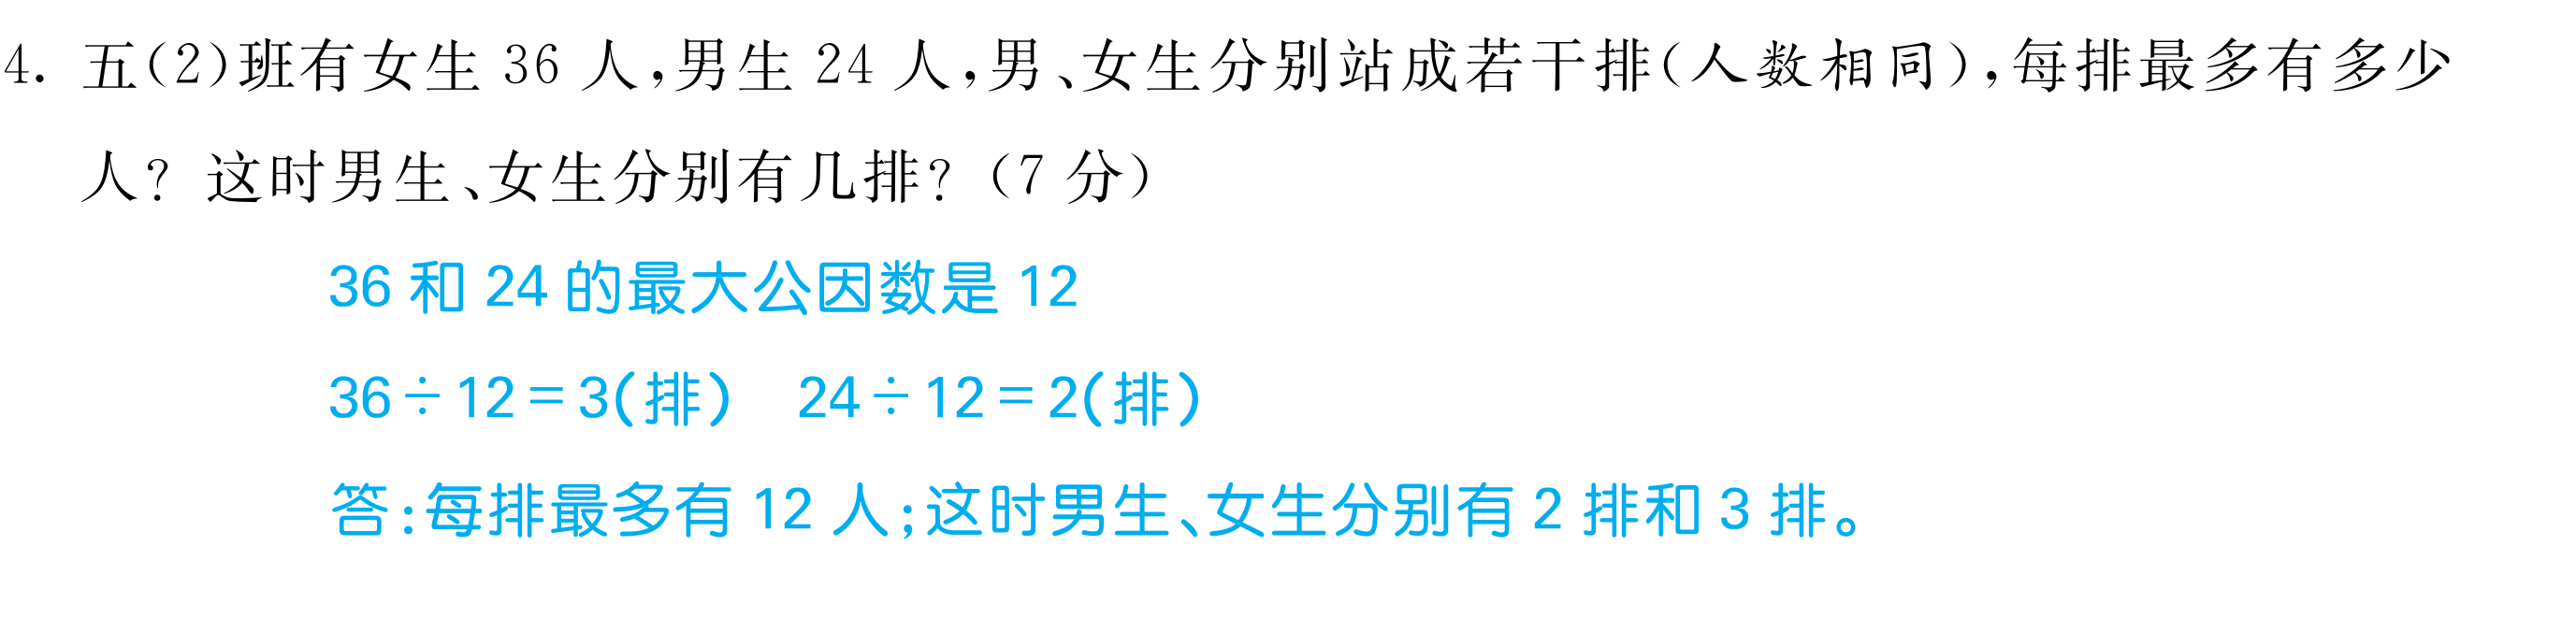 4. 五(2)班有女生 36 人,男生 24 人,男、女生分别站成若干排(人数相同),每排最多有多少
人? 这时男生、女生分别有几排? (7 分)
36 和 24 的最大公因数是 12
36÷12=3(排) 24÷12=2(排)
答:每排最多有 12 人;这时男生、女生分别有 2 排和 3 排。